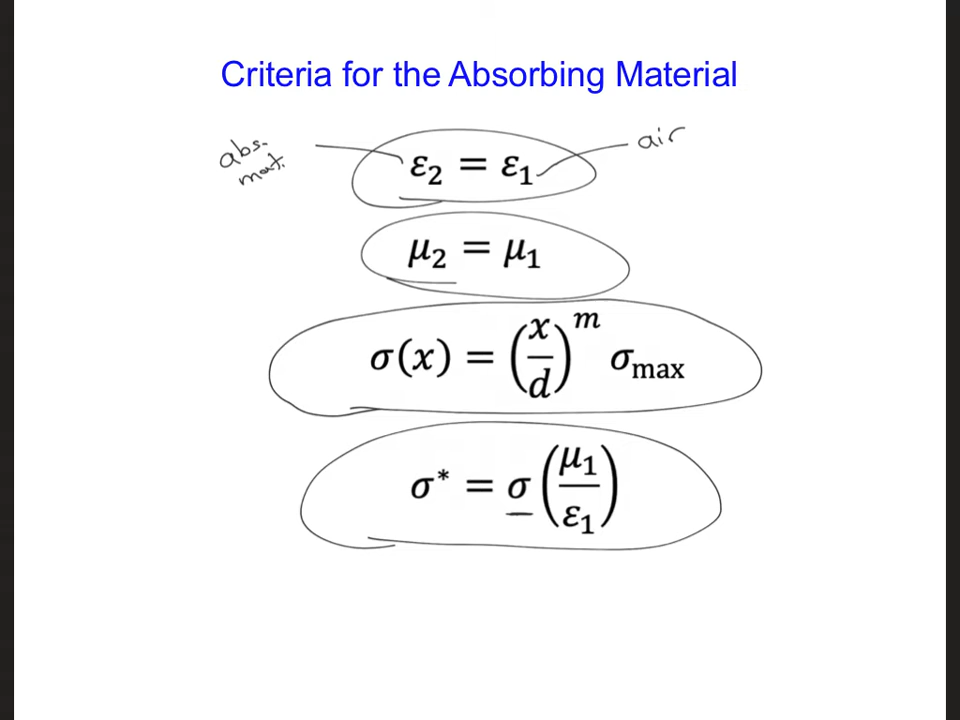 Criteria for the Absorbing Material
abs. mat.
air
ε₂ = ε₁
μ₂ = μ₁
σ(x) = (x/d)^m σ_max
σ* = σ (μ₁/ε₁)